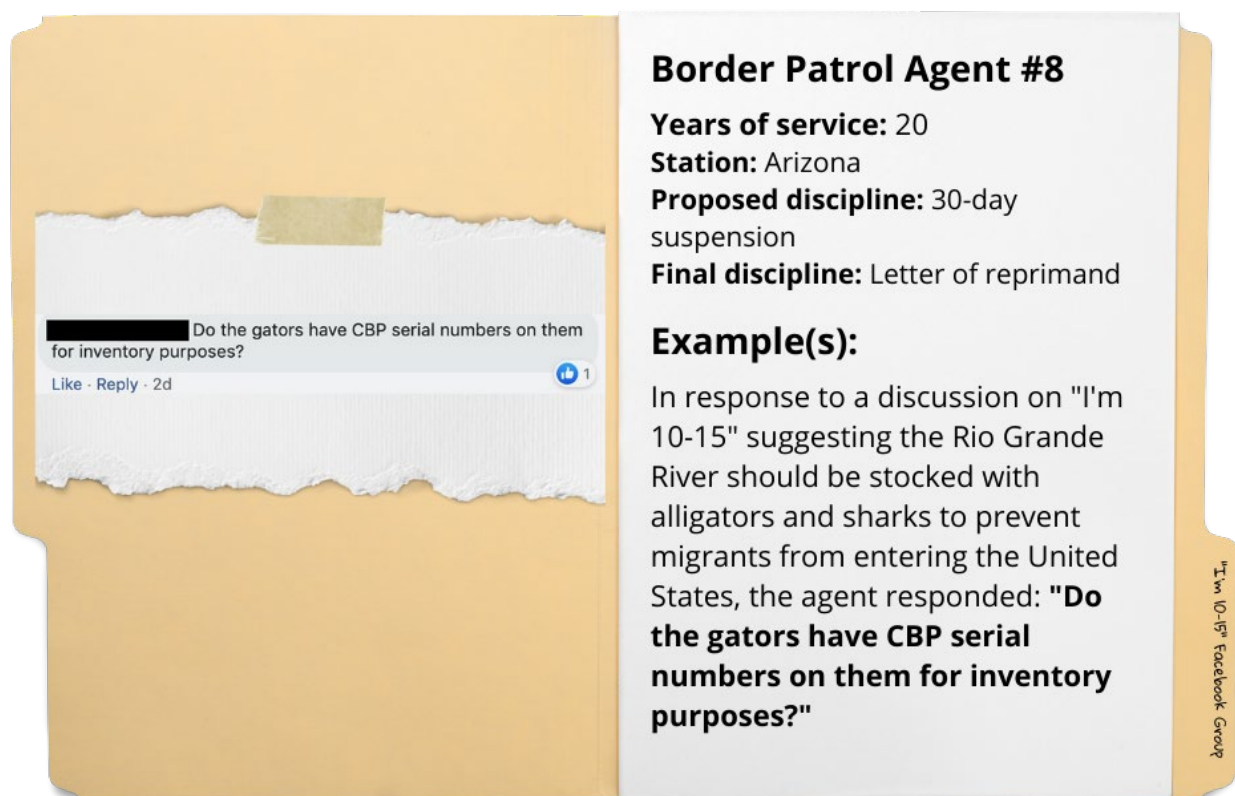 Do the gators have CBP serial numbers on them
for inventory purposes?
Like · Reply · 2d
1
Border Patrol Agent #8
Years of service: 20
Station: Arizona
Proposed discipline: 30-day
suspension
Final discipline: Letter of reprimand
Example(s):
In response to a discussion on "I'm
10-15" suggesting the Rio Grande
River should be stocked with
alligators and sharks to prevent
migrants from entering the United
States, the agent responded: "Do
the gators have CBP serial
numbers on them for inventory
purposes?"
"I'm 10-15" Facebook Group